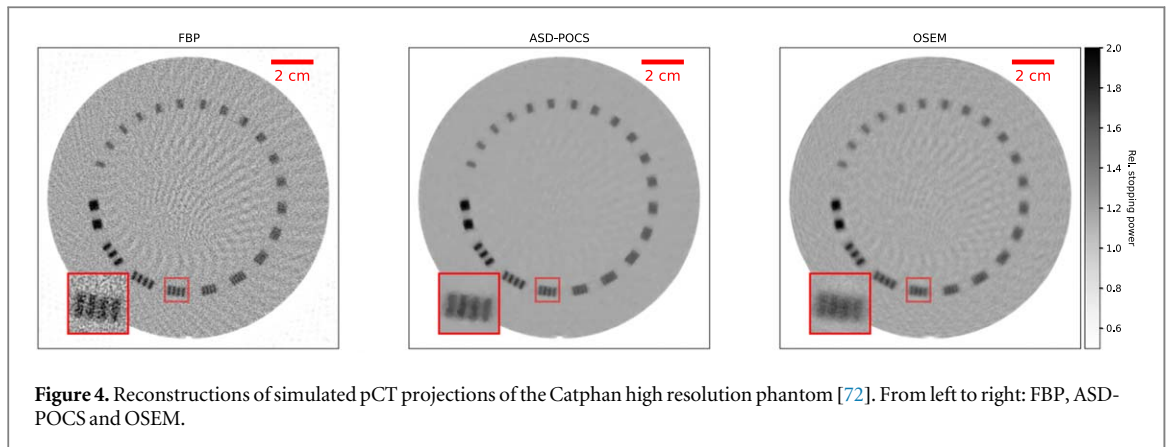 FBP
ASD-POCS
OSEM
2 cm
2 cm
2 cm
2.0
1.8
1.6
1.4
1.2
1.0
0.8
0.6
Rel. stopping power
Figure 4. Reconstructions of simulated pCT projections of the Catphan high resolution phantom [72]. From left to right: FBP, ASD-
POCS and OSEM.